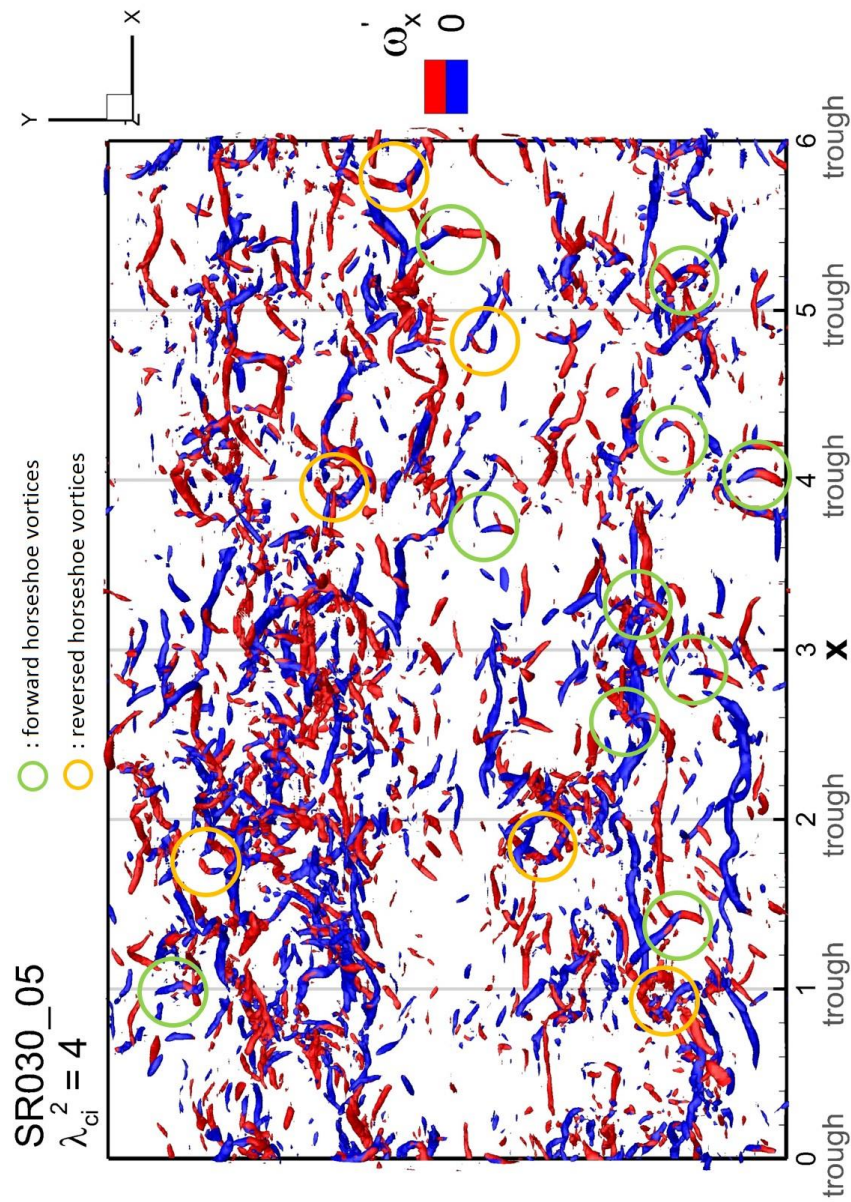 SR030_05
λci² = 4
: forward horseshoe vortices
: reversed horseshoe vortices
Y
X
Z
ω'x
0
0
1
2
3
4
5
6
trough
trough
trough
trough
trough
trough
trough
X